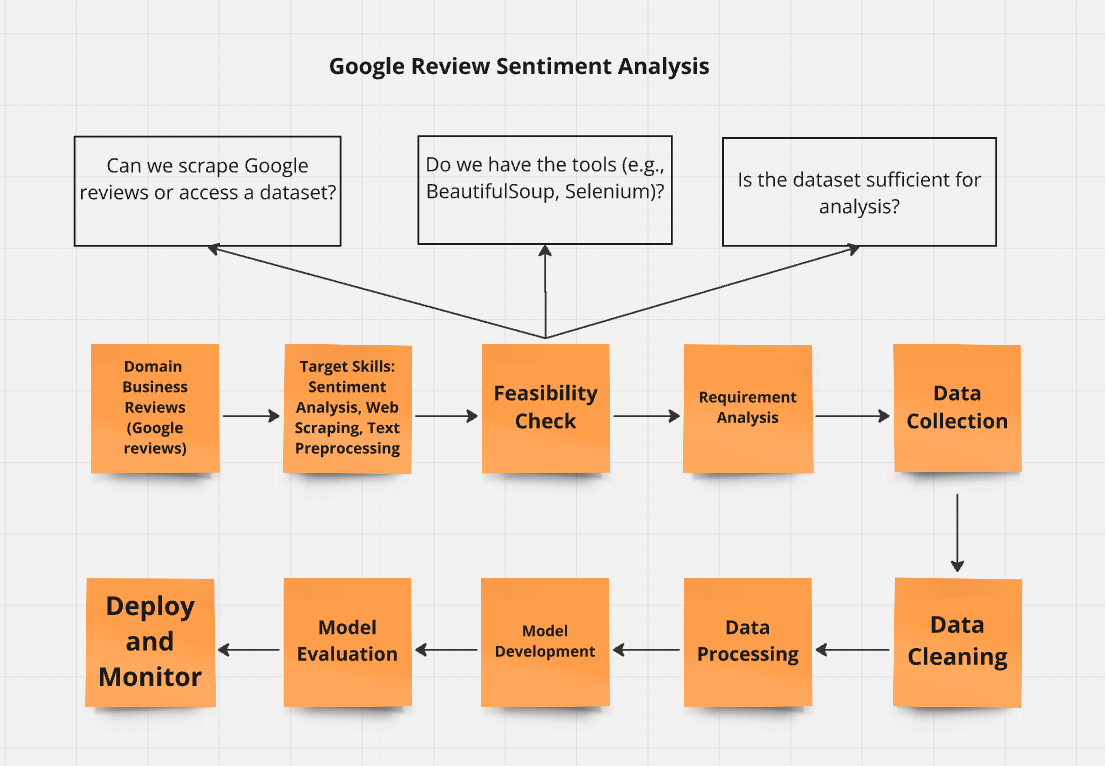 Google Review Sentiment Analysis
Can we scrape Google
reviews or access a dataset?
Do we have the tools (e.g.,
BeautifulSoup, Selenium)?
Is the dataset sufficient for
analysis?
Domain
Business
Reviews
(Google
reviews)
Target Skills:
Sentiment
Analysis, Web
Scraping, Text
Preprocessing
Feasibility
Check
Requirement
Analysis
Data
Collection
Deploy
and
Monitor
Model
Evaluation
Model
Development
Data
Processing
Data
Cleaning